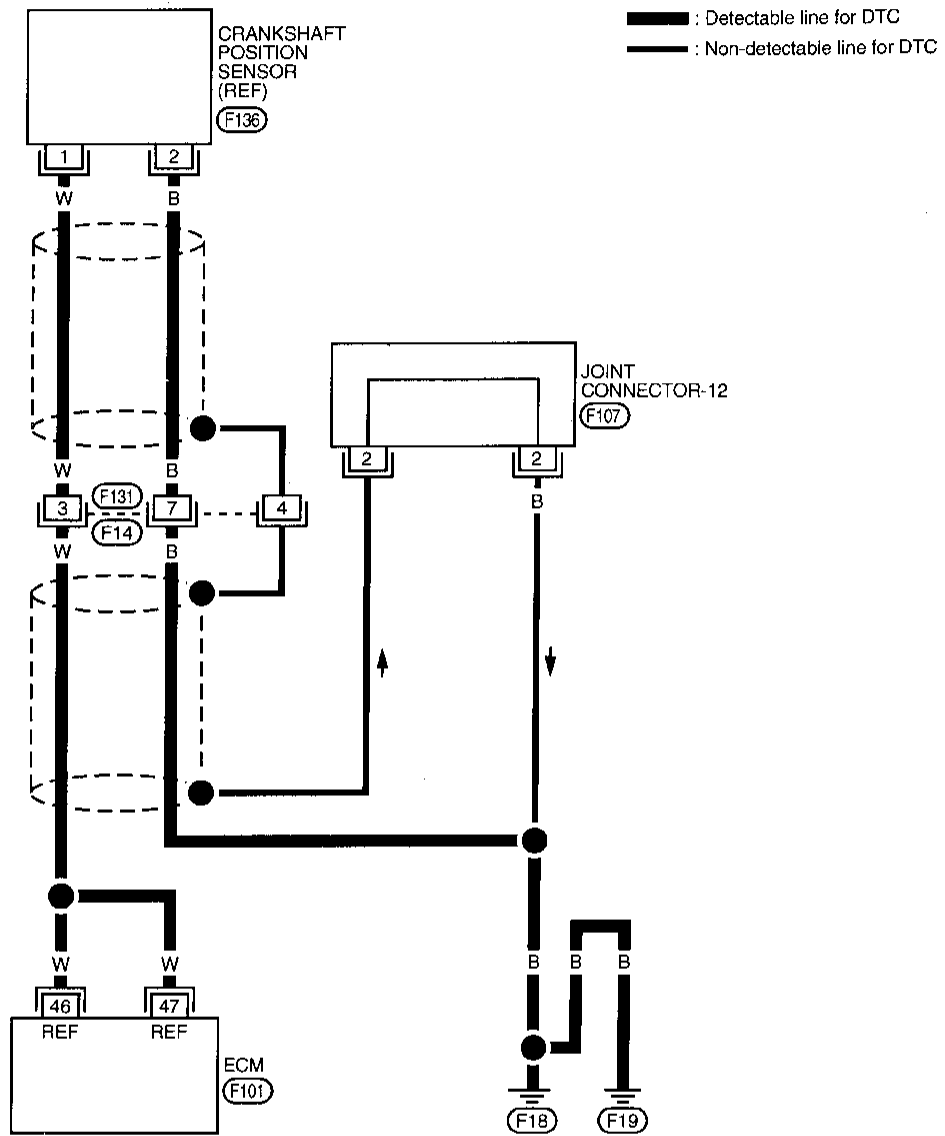 CRANKSHAFT
POSITION
SENSOR
(REF)
F136
: Detectable line for DTC
: Non-detectable line for DTC
1 2
W B
JOINT
CONNECTOR-12
F107
2 2
W B
B
3 F131 7 4
F14
W B
W W
B B B
46 47
REF REF
ECM
F101
F18 F19